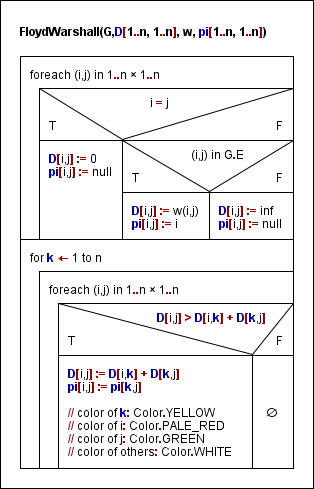 FloydWarshall(G,D[1..n, 1..n], w, pi[1..n, 1..n])
foreach (i,j) in 1..n × 1..n
i = j
T
F
(i,j) in G.E
D[i,j] := 0
pi[i,j] := null
T
F
D[i,j] := w(i,j)
pi[i,j] := i
D[i,j] := inf
pi[i,j] := null
for k ← 1 to n
foreach (i,j) in 1..n × 1..n
D[i,j] > D[i,k] + D[k,j]
T
F
D[i,j] := D[i,k] + D[k,j]
pi[i,j] := pi[k,j]
// color of k: Color.YELLOW
// color of i: Color.PALE_RED
// color of j: Color.GREEN
// color of others: Color.WHITE
∅